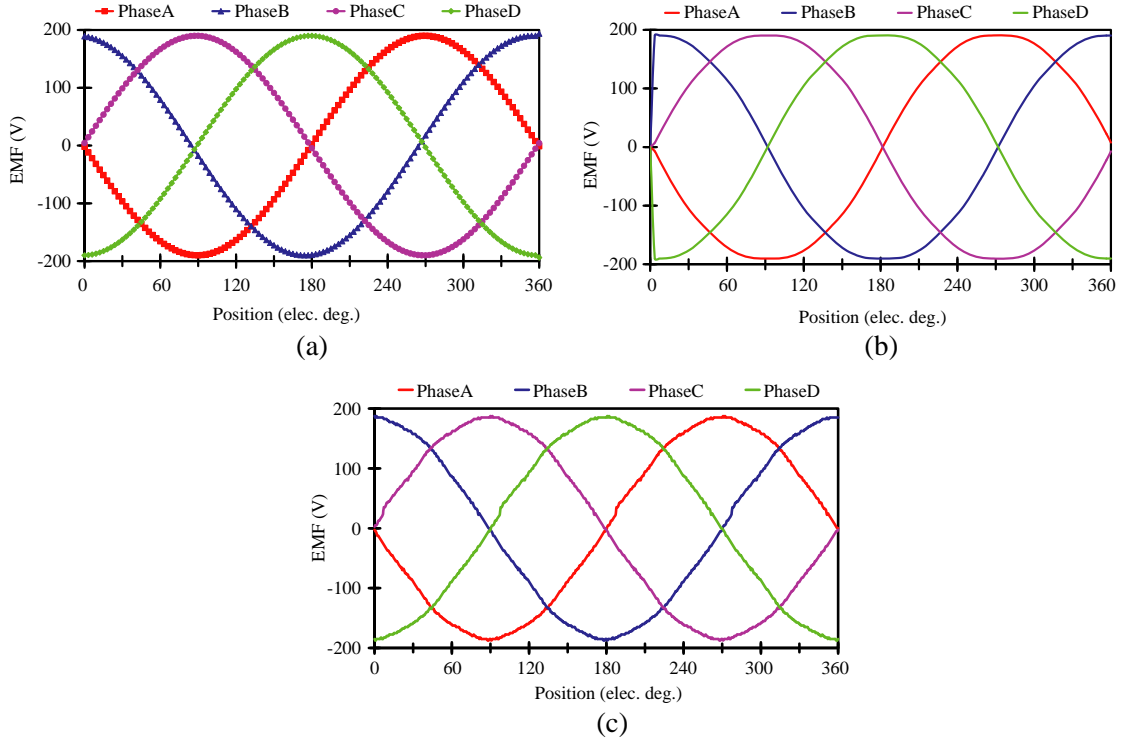 PhaseA PhaseB PhaseC PhaseD
200
100
0
-100
-200
EMF (V)
0 60 120 180 240 300 360
Position (elec. deg.)
(a)
PhaseA PhaseB PhaseC PhaseD
200
100
0
-100
-200
EMF (V)
0 60 120 180 240 300 360
Position (elec. deg.)
(b)
PhaseA PhaseB PhaseC PhaseD
200
100
0
-100
-200
EMF (V)
0 60 120 180 240 300 360
Position (elec. deg.)
(c)